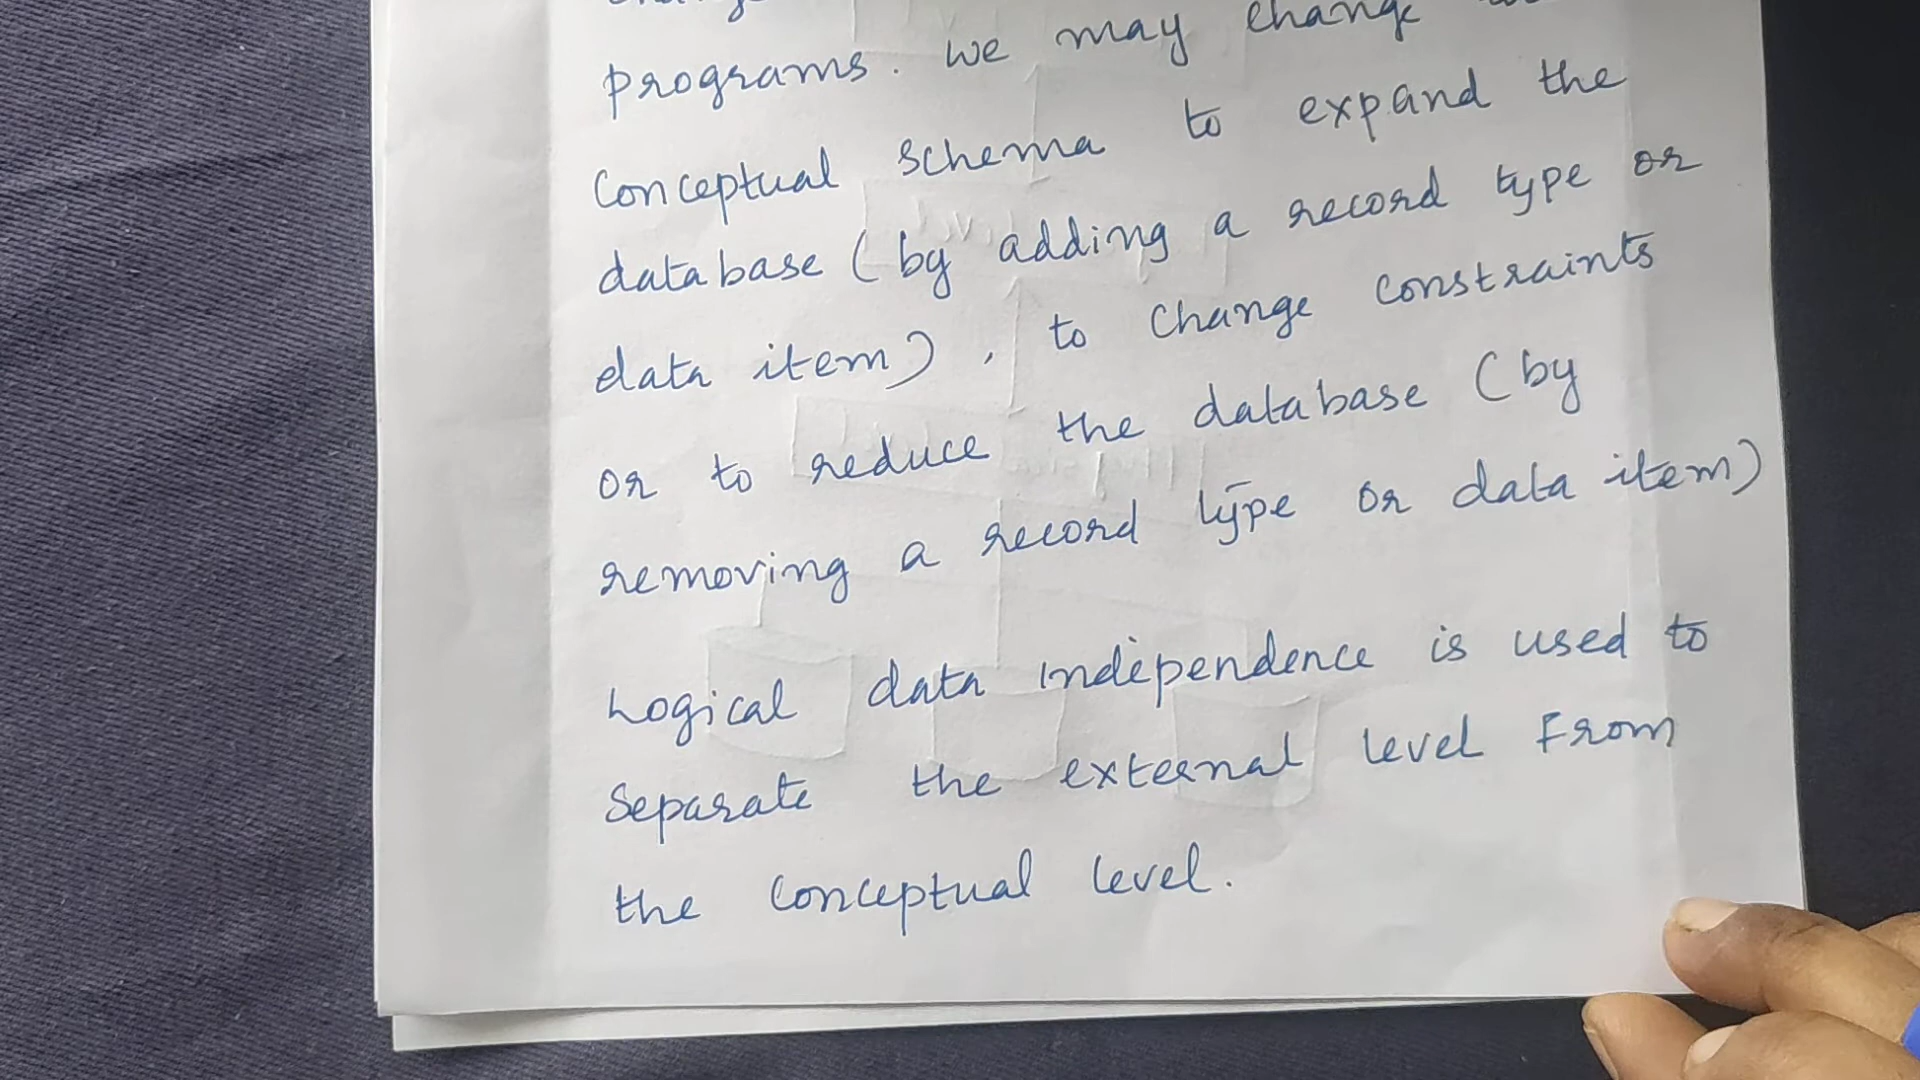 programs. we may change
Conceptual Schema to expand the
database (by adding a record type or
data item), to change constraints
or to reduce the database (by
removing a record type or data item)
Logical data independence is used to
Separate the external level From
the Conceptual level.